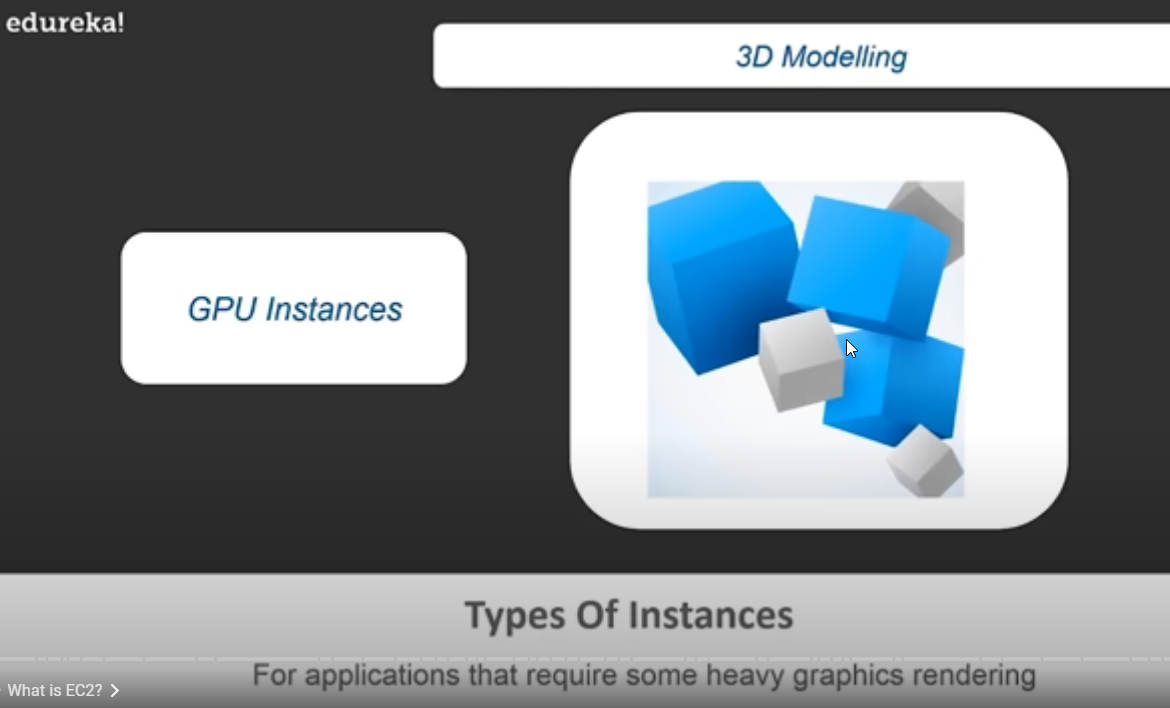 edureka!
3D Modelling
GPU Instances
Types Of Instances
For applications that require some heavy graphics rendering
What is EC2?